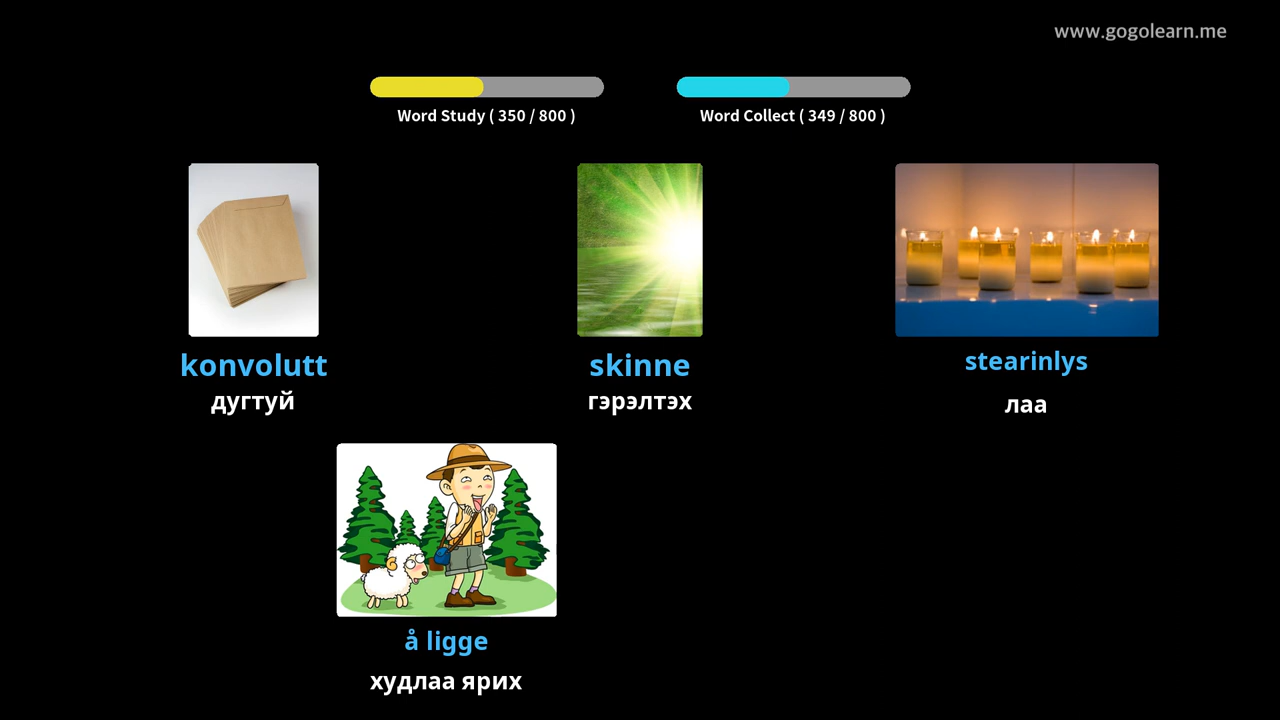 www.gogolearn.me
Word Study ( 350 / 800 )
Word Collect ( 349 / 800 )
konvolutt
дугтуй
skinne
гэрэлтэх
stearinlys
лаа
å ligge
худлаа ярих